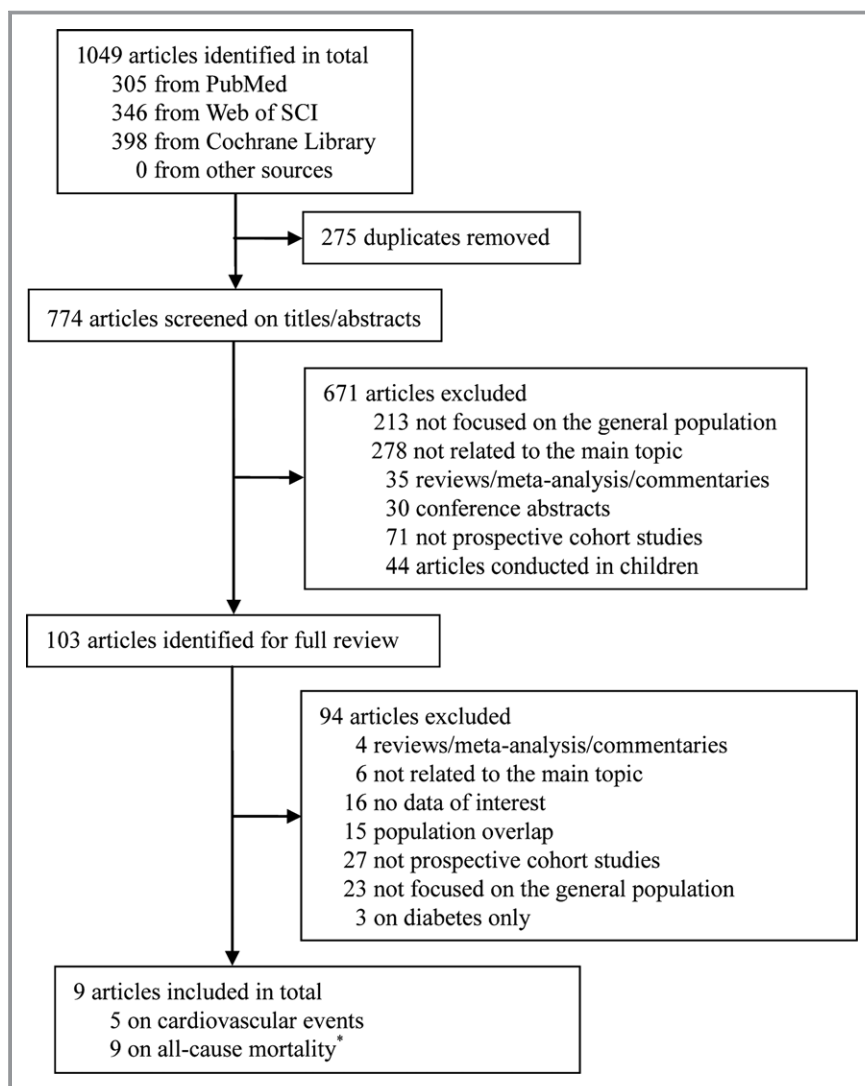 1049 articles identified in total
305 from PubMed
346 from Web of SCI
398 from Cochrane Library
0 from other sources
275 duplicates removed
774 articles screened on titles/abstracts
671 articles excluded
213 not focused on the general population
278 not related to the main topic
35 reviews/meta-analysis/commentaries
30 conference abstracts
71 not prospective cohort studies
44 articles conducted in children
103 articles identified for full review
94 articles excluded
4 reviews/meta-analysis/commentaries
6 not related to the main topic
16 no data of interest
15 population overlap
27 not prospective cohort studies
23 not focused on the general population
3 on diabetes only
9 articles included in total
5 on cardiovascular events
9 on all-cause mortality*